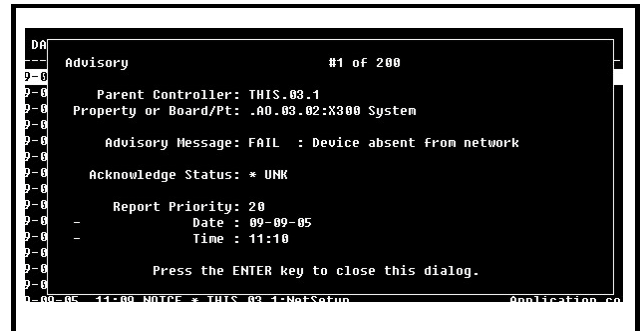 DA
Advisory #1 of 200
Parent Controller: THIS.03.1
Property or Board/Pt: .AO.03.02:X300 System
Advisory Message: FAIL : Device absent from network
Acknowledge Status: * UNK
Report Priority: 20
- Date : 09-09-05
- Time : 11:10
Press the ENTER key to close this dialog.
9-09-05 11:09 NOTCE * THIS.03.1:NetSetup Application co